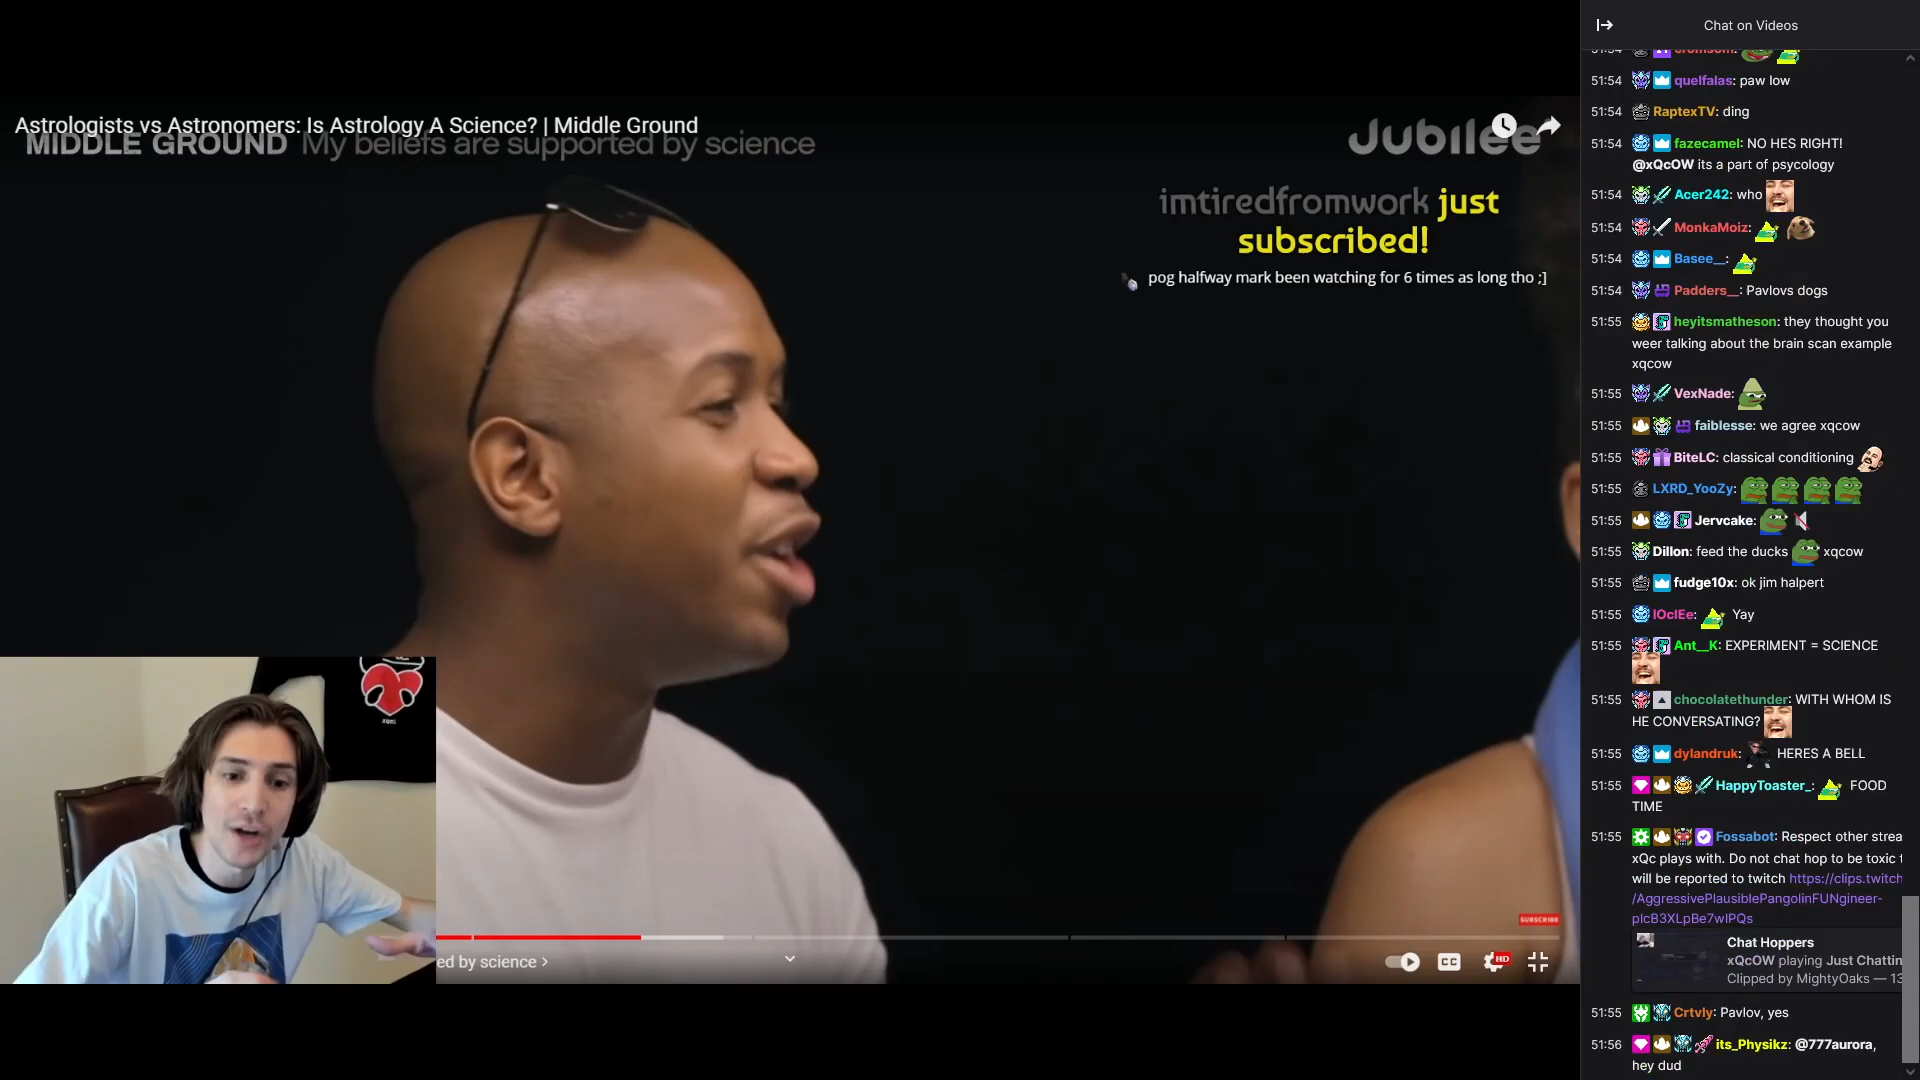 Astrologists vs Astronomers: Is Astrology A Science? | Middle Ground
MIDDLE GROUND My beliefs are supported by science
Jubilee
imtiredfromwork just
subscribed!
pog halfway mark been watching for 6 times as long tho ;]
xqcL
SUBSCRIBE
ed by science >
CC
HD
Chat on Videos
51:54
51:54 quelfalas: paw low
51:54 RaptexTV: ding
51:54 fazecamel: NO HES RIGHT!
@xQcOW its a part of psycology
51:54 Acer242: who
51:54 MonkaMoiz:
51:54 Basee__:
51:54 Padders__: Pavlovs dogs
51:55 heyitsmatheson: they thought you
weer talking about the brain scan example
xqcow
51:55 VexNade:
51:55 faiblesse: we agree xqcow
51:55 BiteLC: classical conditioning
51:55 LXRD_YooZy:
51:55 Jervcake:
51:55 Dillon: feed the ducks xqcow
51:55 fudge10x: ok jim halpert
51:55 Yay
51:55 Ant__K: EXPERIMENT = SCIENCE
51:55 chocolatethunder: WITH WHOM IS
HE CONVERSATING?
51:55 dylandruk: HERES A BELL
51:55 HappyToaster_: FOOD
TIME
51:55 Fossabot: Respect other strea
xQc plays with. Do not chat hop to be toxic t
will be reported to twitch https://clips.twitch
/AggressivePlausiblePangolinFUNgineer-
Chat Hoppers
xQcOW playing Just Chattin
Clipped by MightyOaks — 13
51:55 Crtvly: Pavlov, yes
51:56 its_Physikz: @777aurora,
hey dud